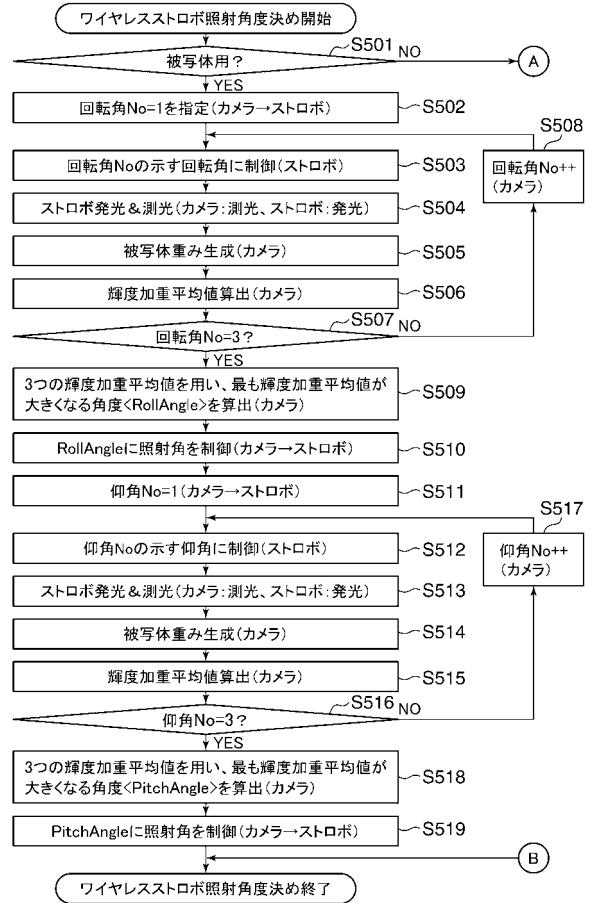 ワイヤレスストロボ照射角度決め開始
被写体用?
S501
NO
A
YES
回転角No=1を指定(カメラ→ストロボ)
S502
S508
回転角No++
(カメラ)
回転角Noの示す回転角に制御(ストロボ)
S503
ストロボ発光&測光(カメラ:測光、ストロボ:発光)
S504
被写体重み生成(カメラ)
S505
輝度加重平均値算出(カメラ)
S506
回転角No=3?
S507
NO
YES
3つの輝度加重平均値を用い、最も輝度加重平均値が
大きくなる角度<RollAngle>を算出(カメラ)
S509
RollAngleに照射角を制御(カメラ→ストロボ)
S510
仰角No=1(カメラ→ストロボ)
S511
S517
仰角No++
(カメラ)
仰角Noの示す仰角に制御(ストロボ)
S512
ストロボ発光&測光(カメラ:測光、ストロボ:発光)
S513
被写体重み生成(カメラ)
S514
輝度加重平均値算出(カメラ)
S515
仰角No=3?
S516
NO
YES
3つの輝度加重平均値を用い、最も輝度加重平均値が
大きくなる角度<PitchAngle>を算出(カメラ)
S518
PitchAngleに照射角を制御(カメラ→ストロボ)
S519
B
ワイヤレスストロボ照射角度決め終了